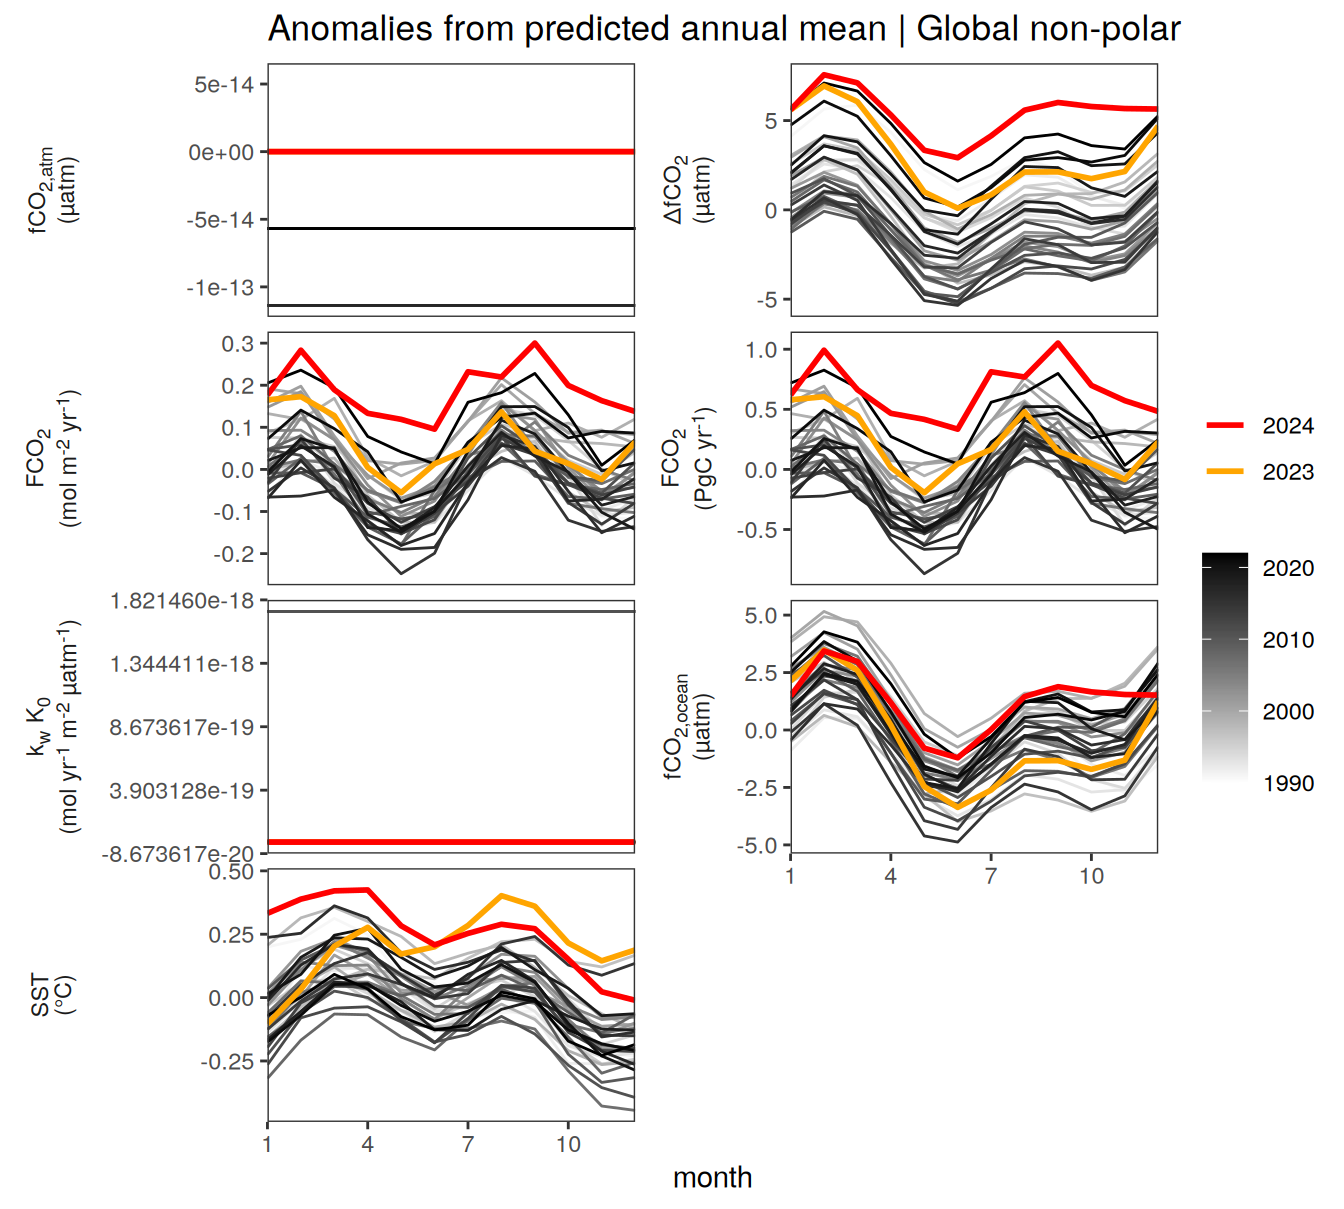 Anomalies from predicted annual mean | Global non-polar
fCO2,atm
(µatm)
5e-14
0e+00
-5e-14
-1e-13
ΔfCO2
(µatm)
5
0
-5
FCO2
(mol m-2 yr-1)
0.3
0.2
0.1
0.0
-0.1
-0.2
FCO2
(PgC yr-1)
1.0
0.5
0.0
-0.5
kw K0
(mol yr-1 m-2 µatm-1)
1.821460e-18
1.344411e-18
8.673617e-19
3.903128e-19
-8.673617e-20
fCO2,ocean
(µatm)
5.0
2.5
0.0
-2.5
-5.0
1 4 7 10
SST
(°C)
0.50
0.25
0.00
-0.25
1 4 7 10
month
2024
2023
2020
2010
2000
1990